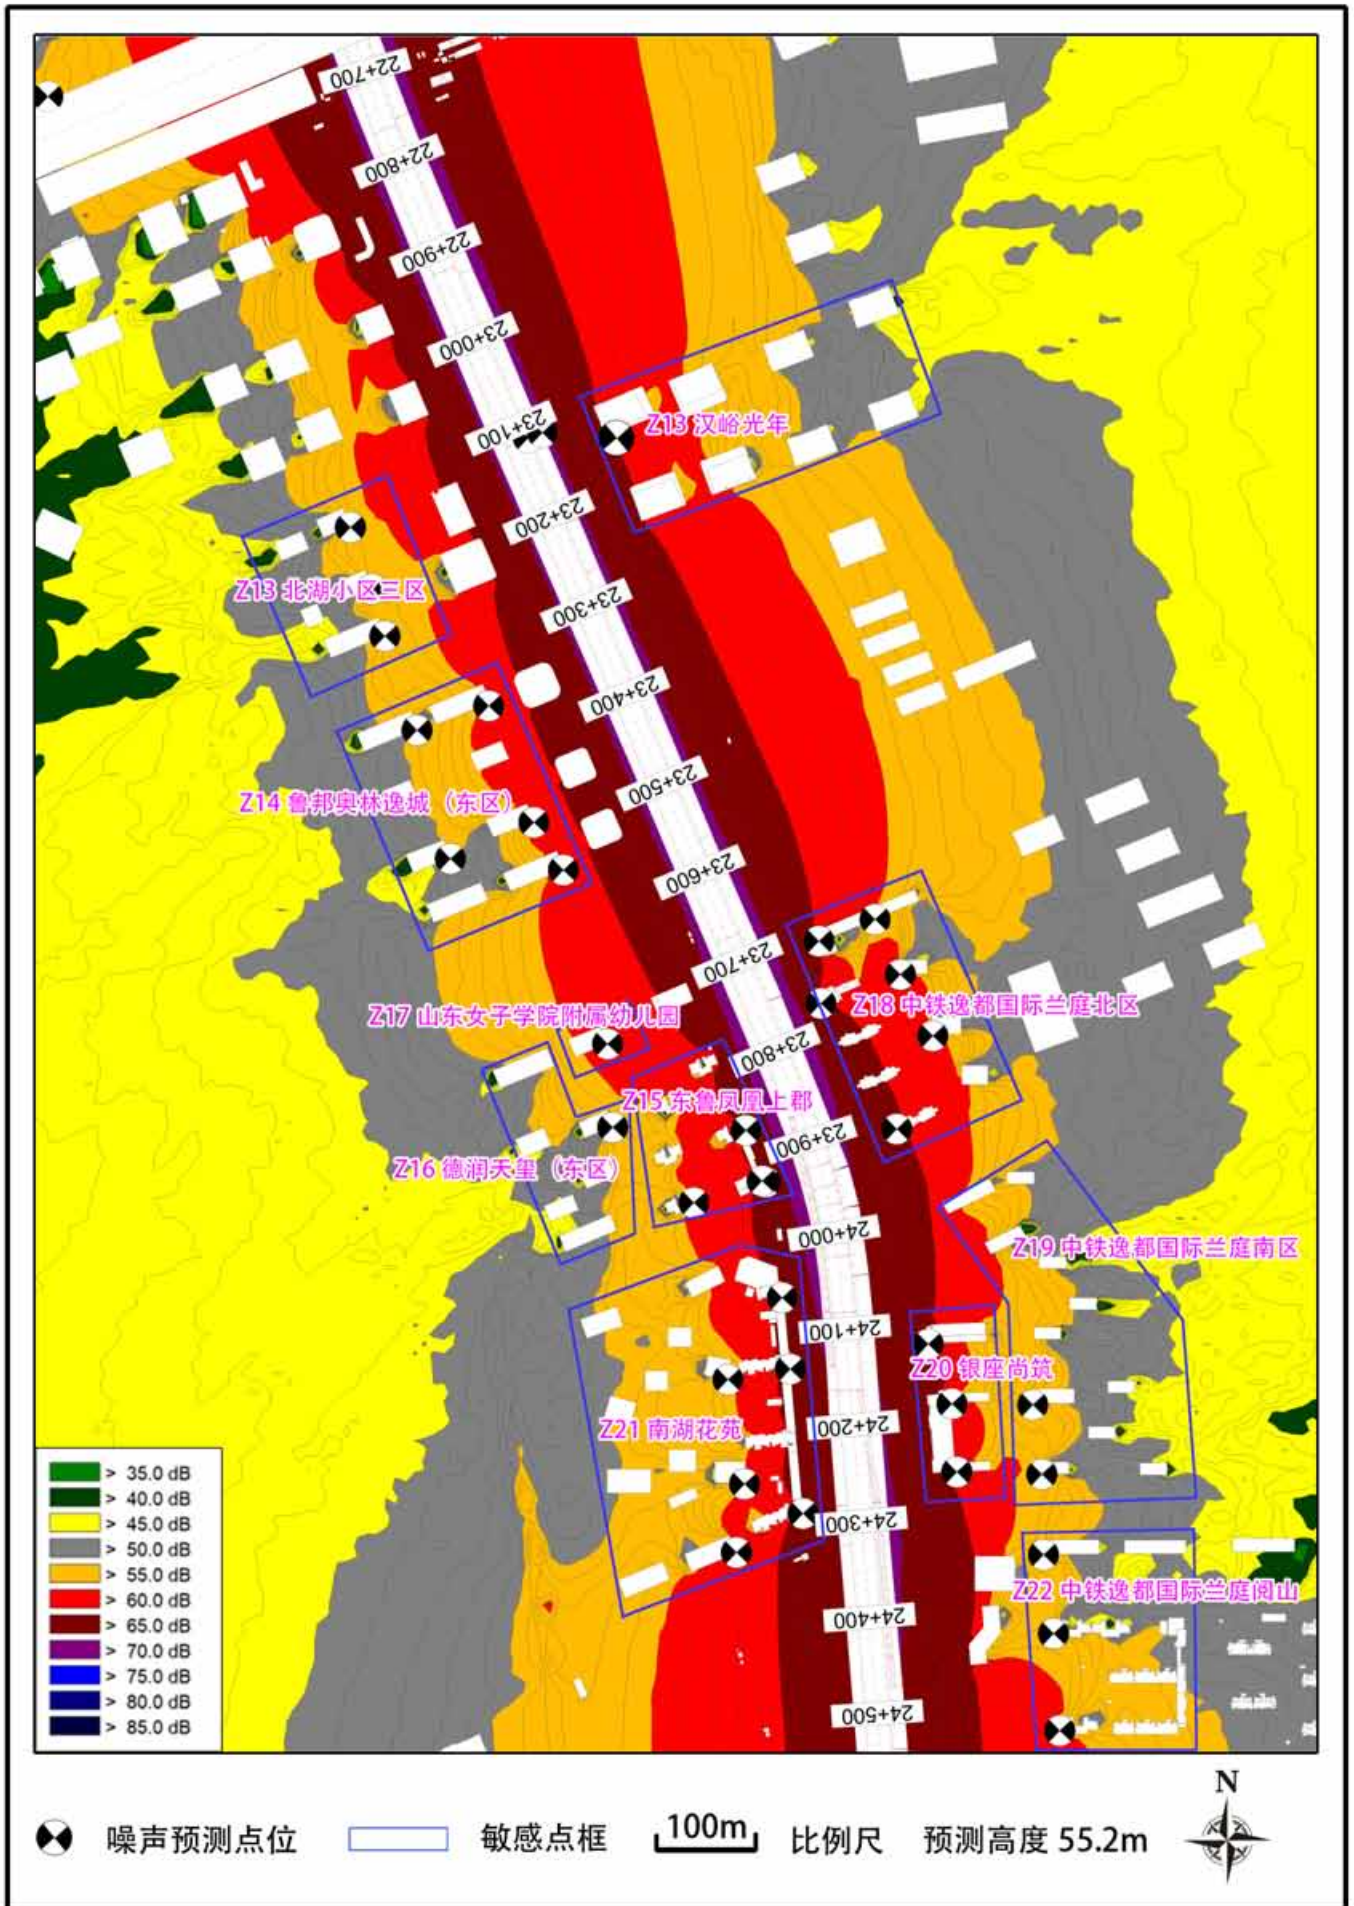 22+700
22+800
22+900
23+000
23+100
Z13 汉峪光年
23+200
Z13 北湖小区三区
23+300
23+400
23+500
Z14 鲁邦奥林逸城（东区）
23+600
23+700
Z18 中铁逸都国际兰庭北区
Z17 山东女子学院附属幼儿园
23+800
Z15 东鲁凤凰上郡
23+900
Z16 德润天玺（东区）
24+000
Z19 中铁逸都国际兰庭南区
24+100
Z20 银座尚筑
24+200
Z21 南湖花苑
24+300
Z22 中铁逸都国际兰庭阅山
24+400
24+500
> 35.0 dB
> 40.0 dB
> 45.0 dB
> 50.0 dB
> 55.0 dB
> 60.0 dB
> 65.0 dB
> 70.0 dB
> 75.0 dB
> 80.0 dB
> 85.0 dB
N
噪声预测点位 敏感点框 100m 比例尺 预测高度 55.2m